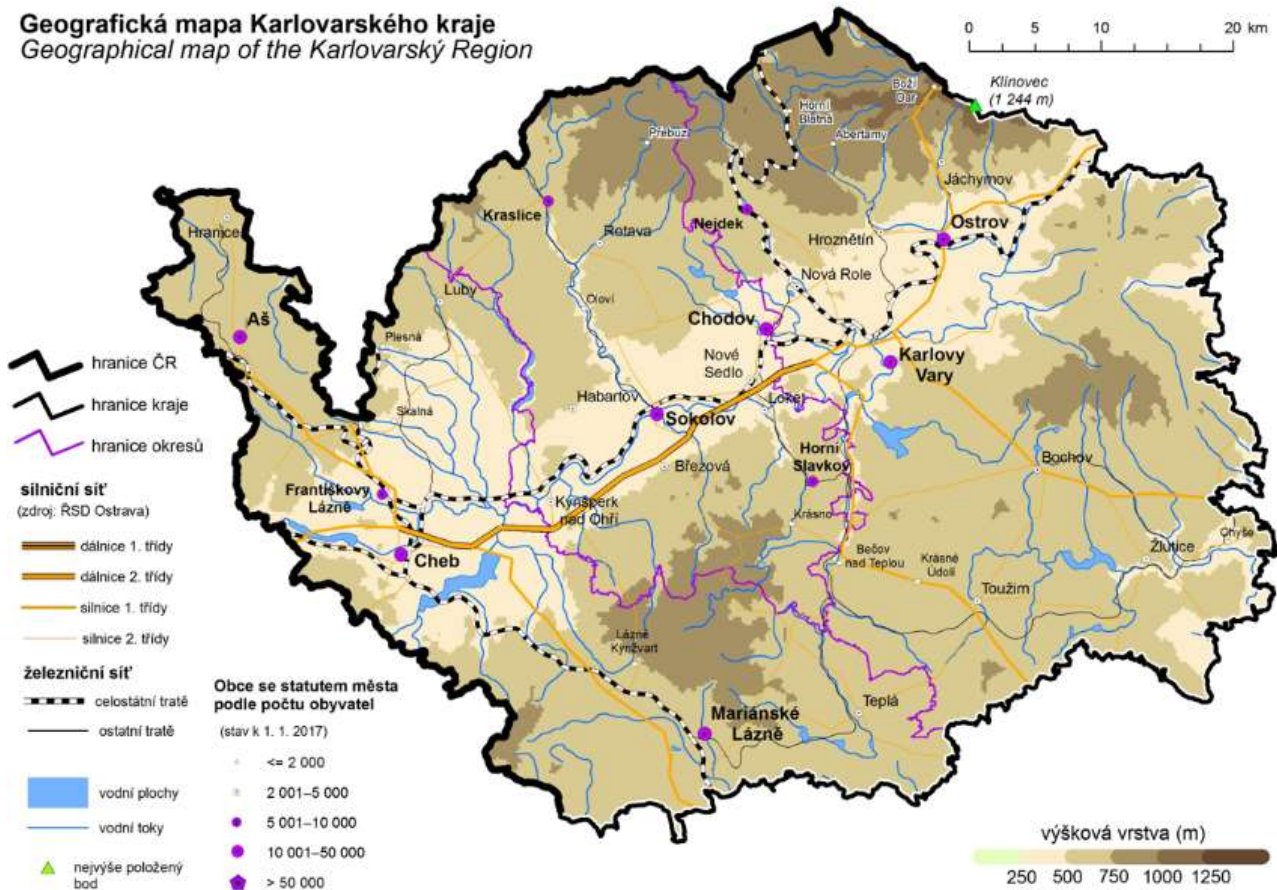 Geografická mapa Karlovarského kraje
Geographical map of the Karlovarský Region
0 5 10 20 km
Klínovec
(1 244 m)
Boží
Dar
Horní
Blatná
Abertamy
Přebuz
Jáchymov
Kraslice
Nejdek
Ostrov
Hranice
Rotava
Hroznětín
Luby
Oloví
Nová Role
Aš
Chodov
Plesná
Nové
Sedlo
Karlovy
Vary
hranice ČR
hranice kraje
hranice okresů
Skalná
Habartov
Sokolov
Loket
Horní
Slavkov
Březová
Bochov
Františkovy
Lázně
Kynšperk
nad Ohří
Krásno
Chyše
Žlutice
Cheb
Bečov
nad Teplou
Krásné
Údolí
Toužim
Lázně
Kynžvart
Teplá
Mariánské
Lázně
silniční síť
(zdroj: ŘSD Ostrava)
dálnice 1. třídy
dálnice 2. třídy
silnice 1. třídy
silnice 2. třídy
železniční síť
celostátní tratě
ostatní tratě
vodní plochy
vodní toky
nejvýše položený
bod
Obce se statutem města
podle počtu obyvatel
(stav k 1. 1. 2017)
<= 2 000
2 001–5 000
5 001–10 000
10 001–50 000
> 50 000
výšková vrstva (m)
250 500 750 1000 1250